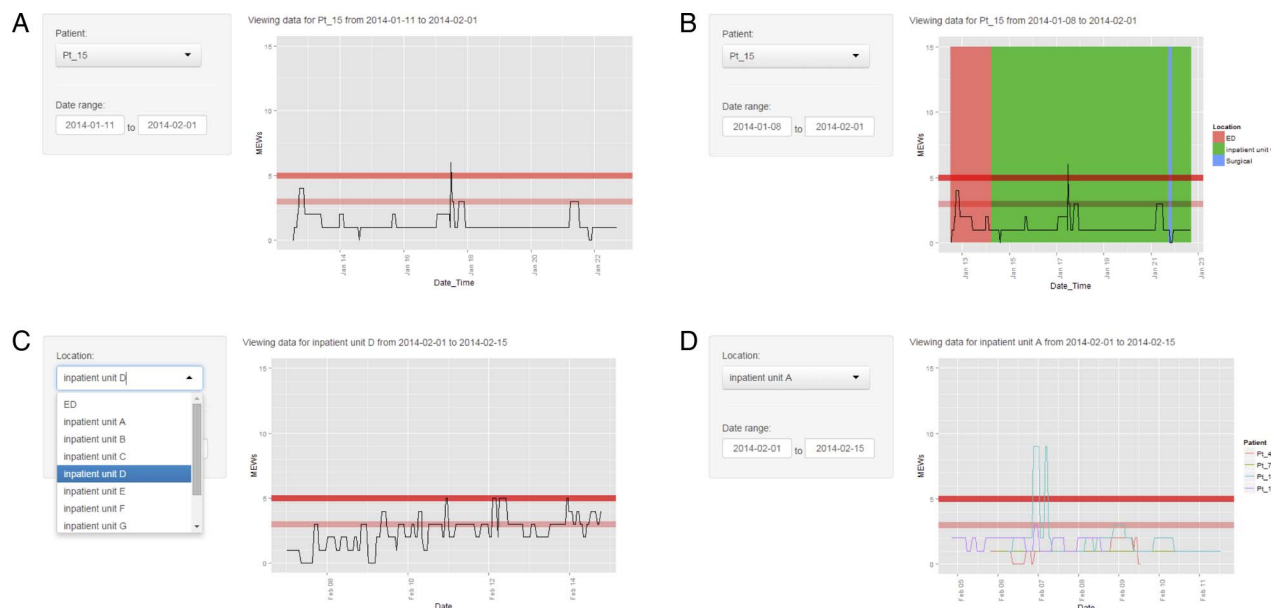 A
Patient:
Pt_15
Date range:
2014-01-11 to 2014-02-01
Viewing data for Pt_15 from 2014-01-11 to 2014-02-01
15
10
5
0
MEWs
Jan 14
Jan 16
Jan 18
Jan 20
Jan 22
Date_Time
B
Patient:
Pt_15
Date range:
2014-01-08 to 2014-02-01
Viewing data for Pt_15 from 2014-01-08 to 2014-02-01
15
10
5
0
MEWs
Jan 13
Jan 15
Jan 17
Jan 19
Jan 21
Jan 23
Date_Time
Location
ED
inpatient unit
Surgical
C
Location:
inpatient unit D
ED
inpatient unit A
inpatient unit B
inpatient unit C
inpatient unit D
inpatient unit E
inpatient unit F
inpatient unit G
Viewing data for inpatient unit D from 2014-02-01 to 2014-02-15
15
10
5
0
MEWs
Feb 08
Feb 10
Feb 12
Feb 14
Date
D
Location:
inpatient unit A
Date range:
2014-02-01 to 2014-02-15
Viewing data for inpatient unit A from 2014-02-01 to 2014-02-15
15
10
5
0
MEWs
Feb 05
Feb 06
Feb 07
Feb 08
Feb 09
Feb 10
Feb 11
Date
Patient
Pt_4
Pt_7
Pt_1
Pt_1